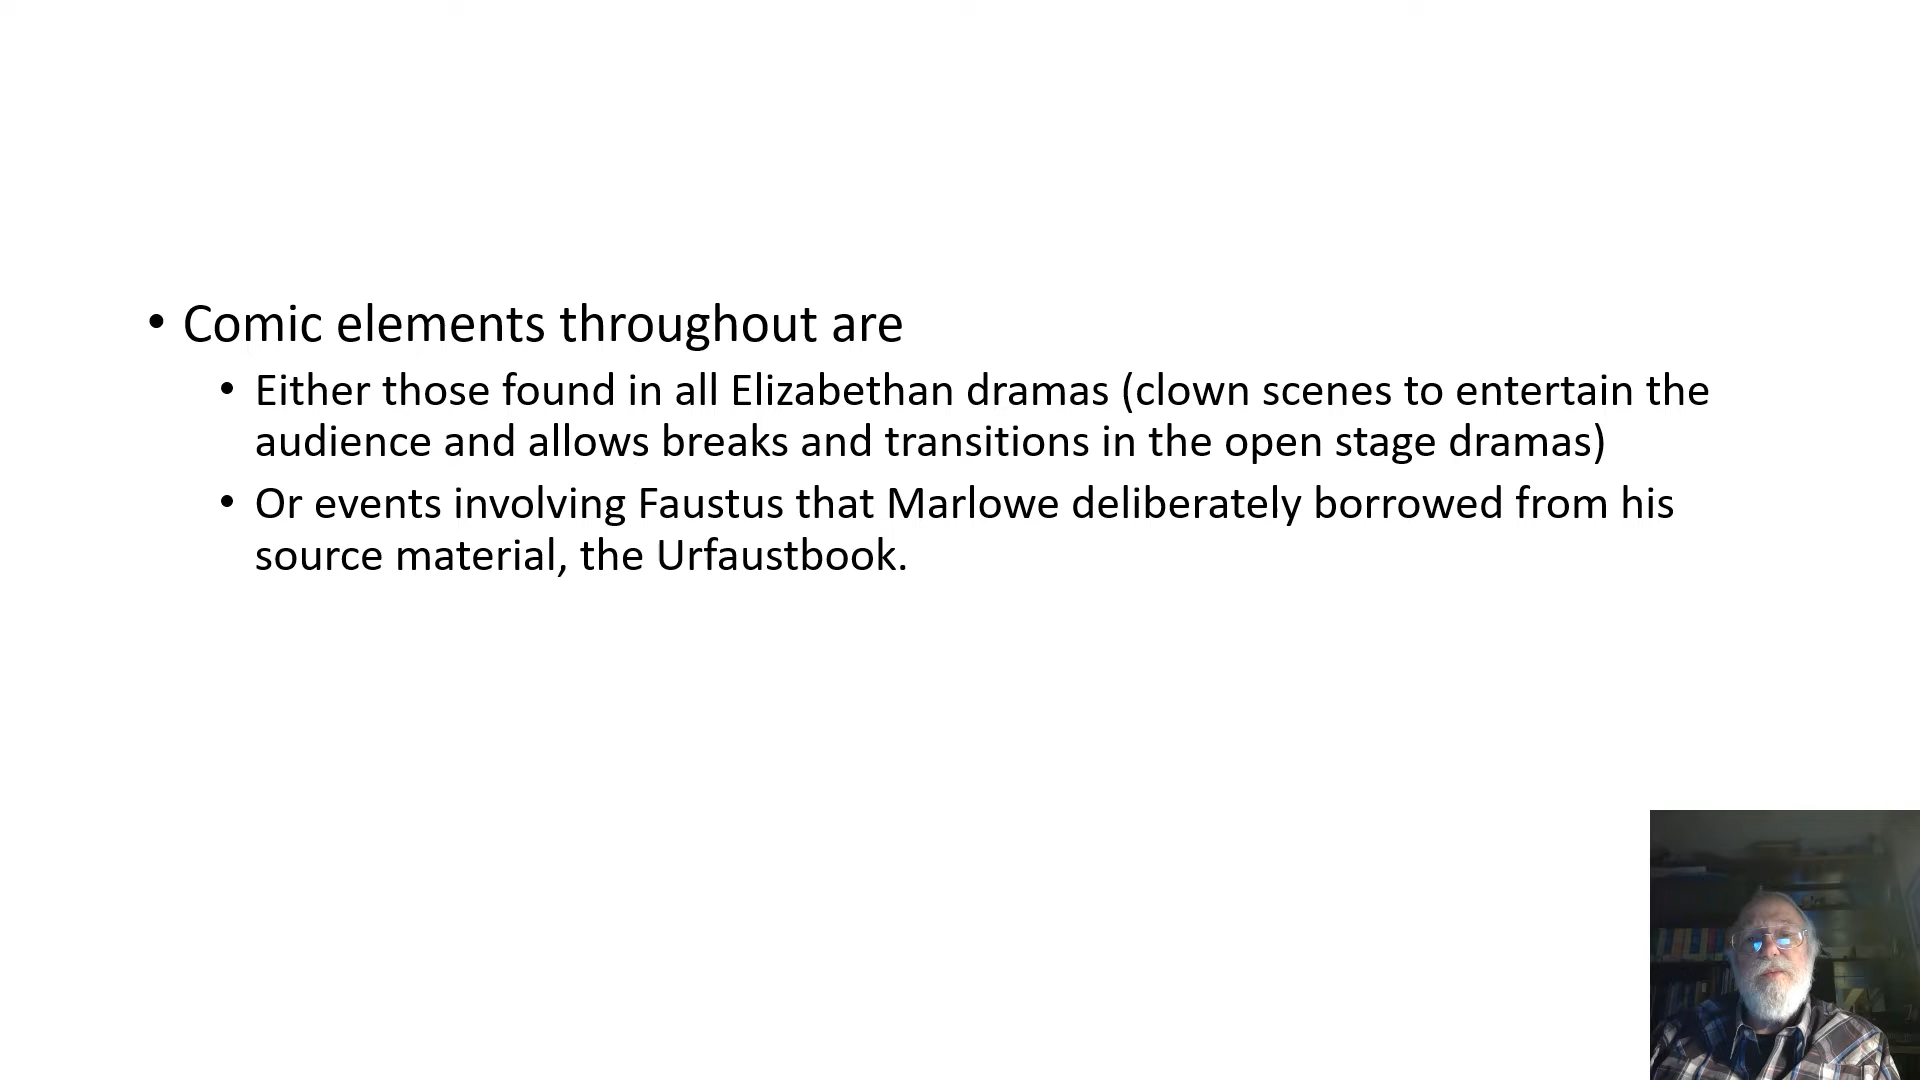 • Comic elements throughout are
• Either those found in all Elizabethan dramas (clown scenes to entertain the
audience and allows breaks and transitions in the open stage dramas)
• Or events involving Faustus that Marlowe deliberately borrowed from his
source material, the Urfaustbook.